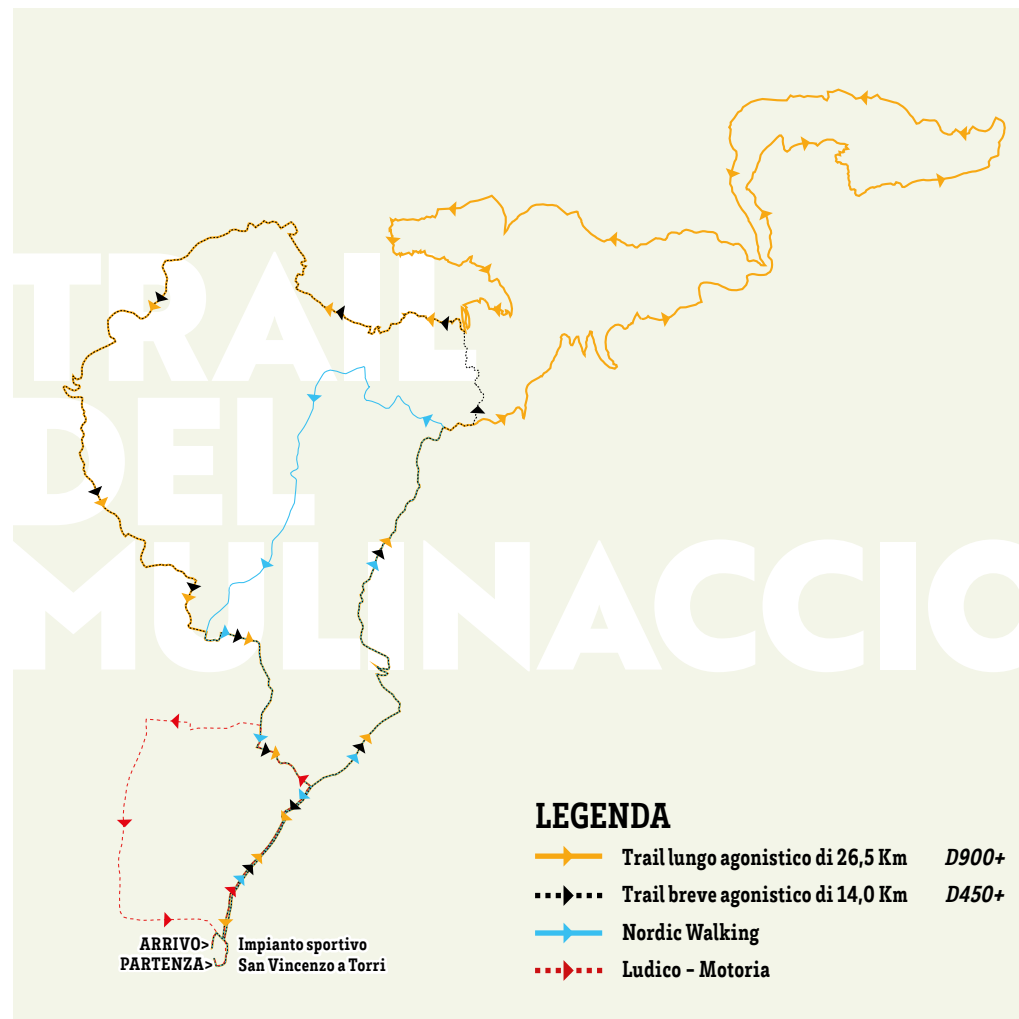 TRAIL
DEL
MULINACCIO
LEGENDA
Trail lungo agonistico di 26,5 Km D900+
Trail breve agonistico di 14,0 Km D450+
Nordic Walking
Ludico - Motoria
ARRIVO> Impianto sportivo
PARTENZA> San Vincenzo a Torri